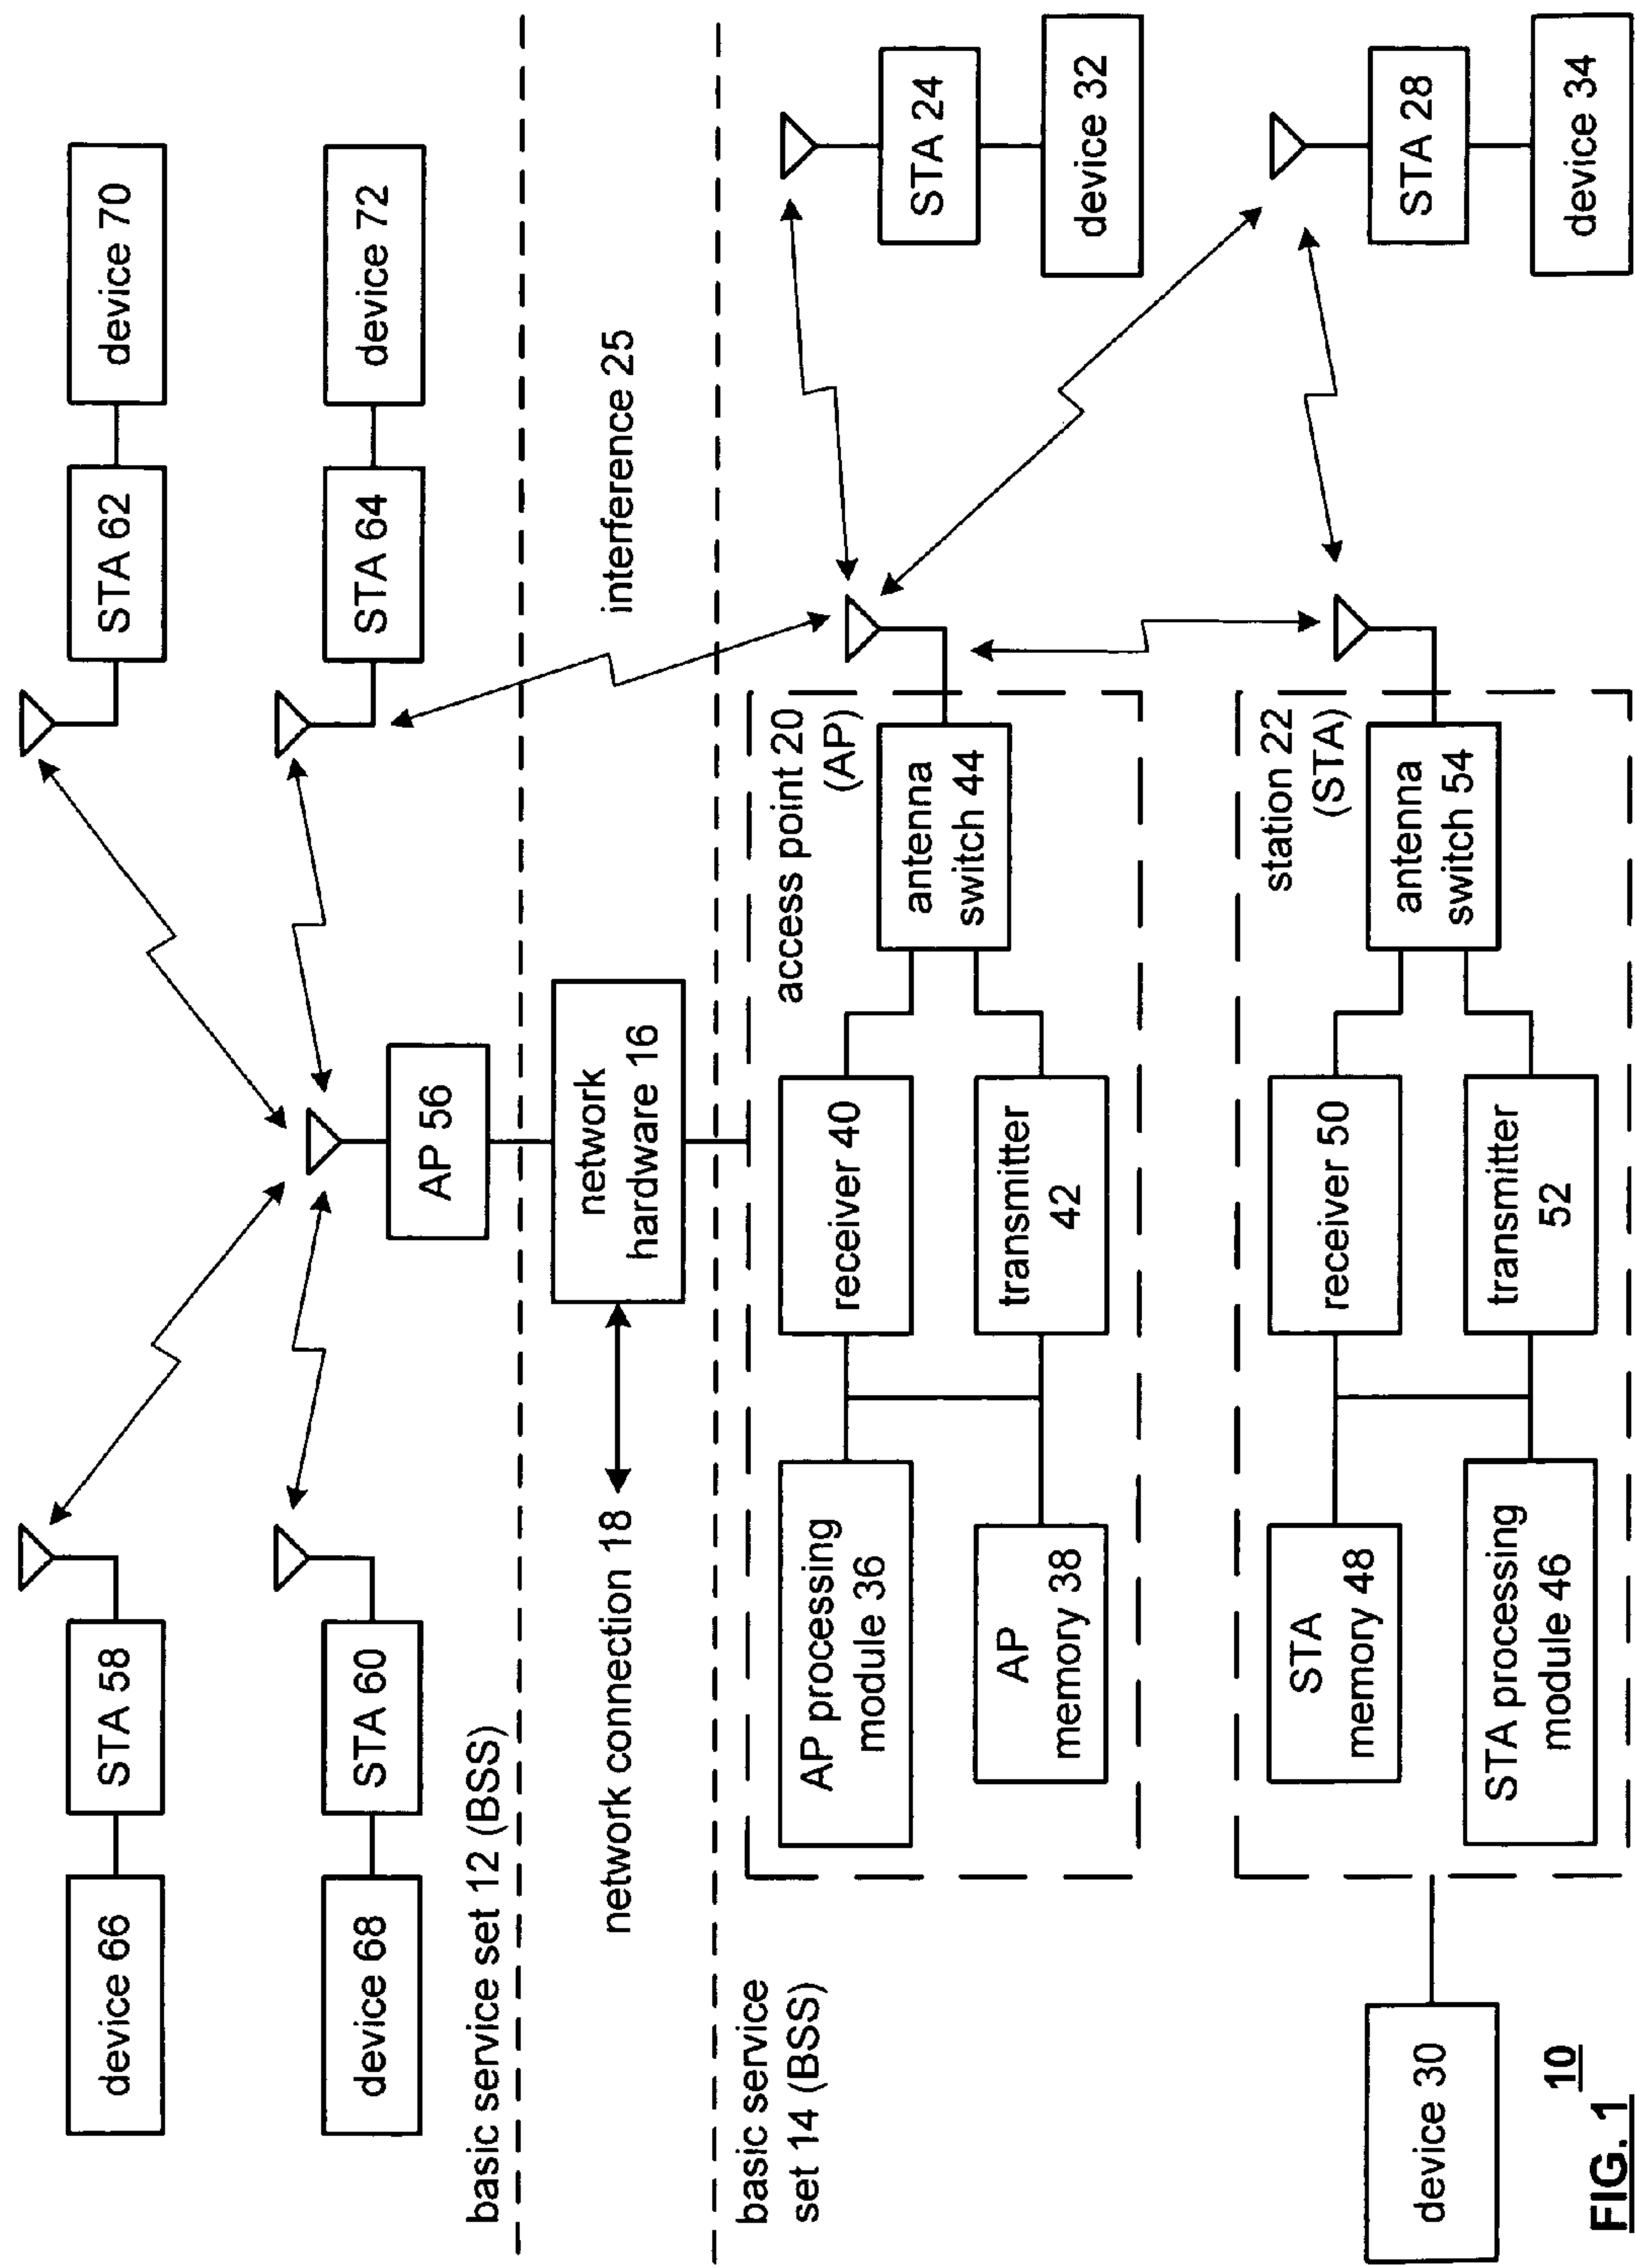 device 66
STA 58
STA 62
device 70
device 68
STA 60
STA 64
device 72
AP 56
basic service set 12 (BSS)
network connection 18
network
hardware 16
interference 25
basic service
set 14 (BSS)
access point 20
(AP)
AP processing
module 36
receiver 40
antenna
switch 44
AP
memory 38
transmitter
42
STA 24
device 32
station 22
(STA)
STA
memory 48
receiver 50
antenna
switch 54
STA processing
module 46
transmitter
52
STA 28
device 34
device 30
10
FIG. 1